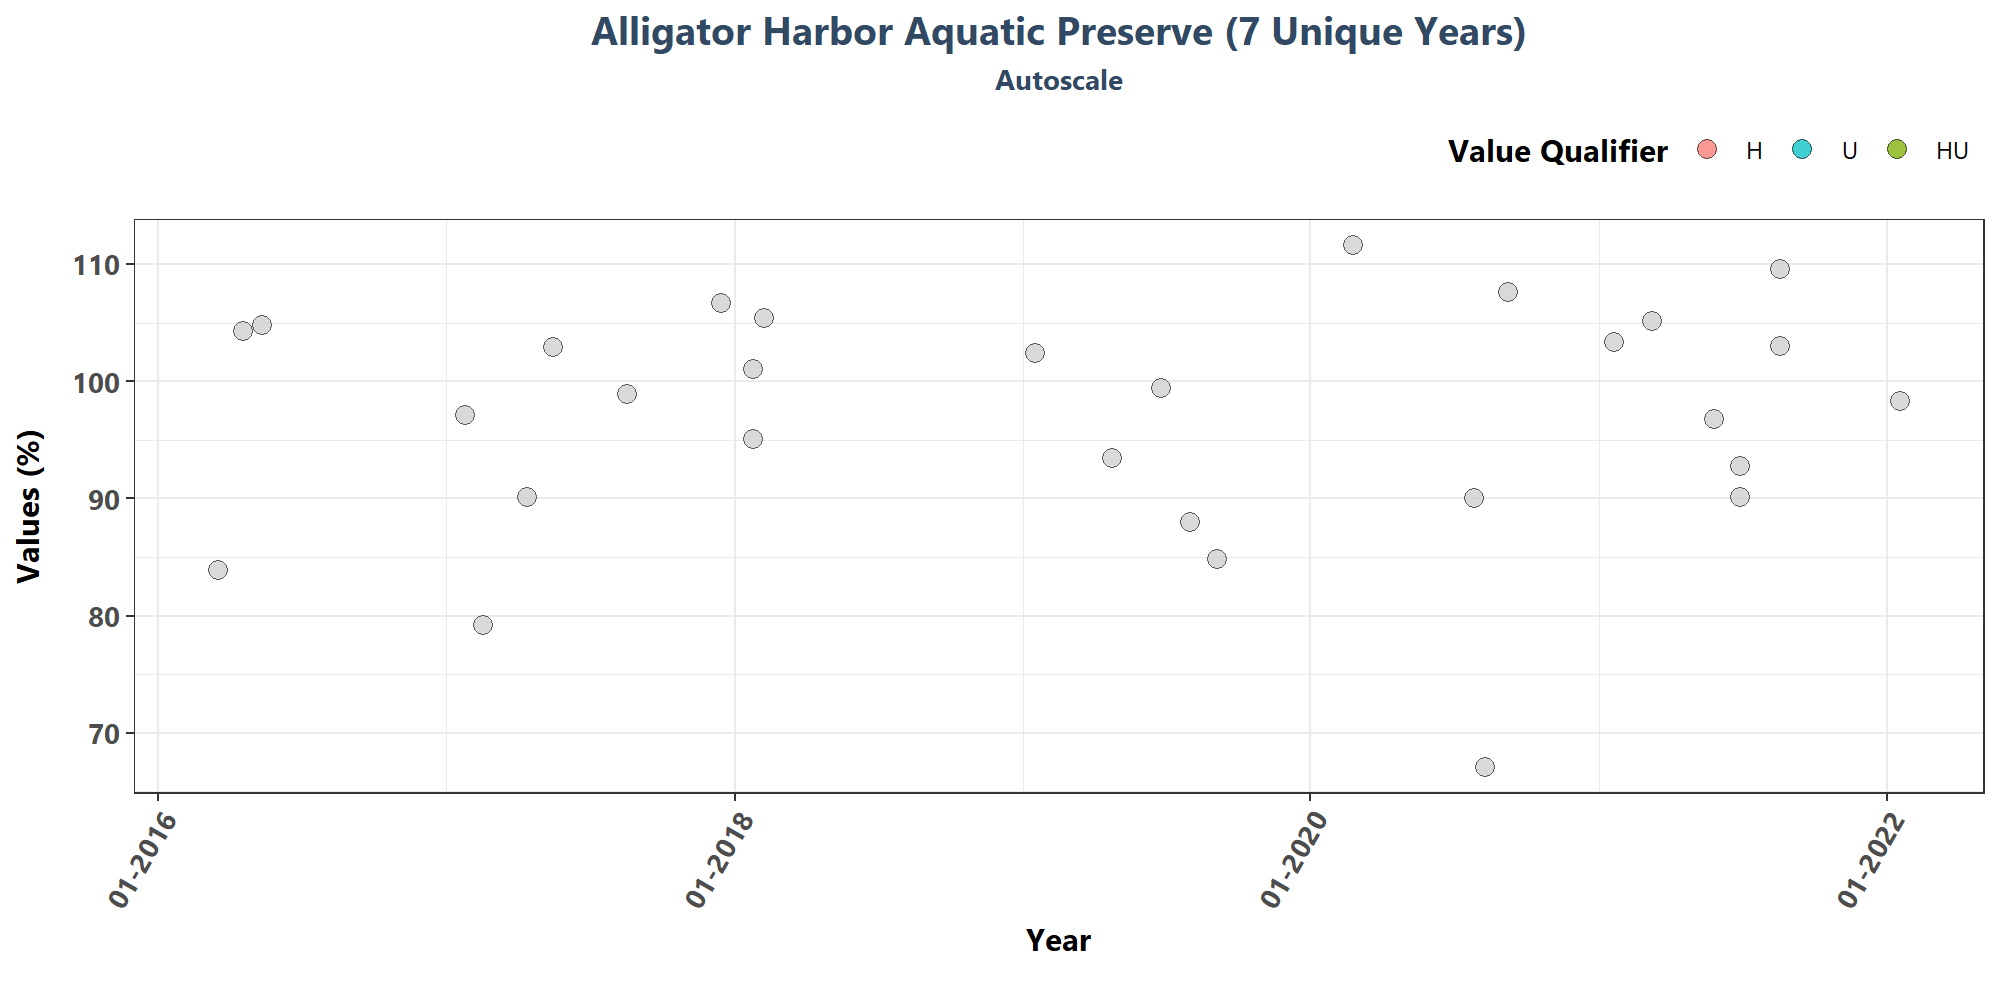 Alligator Harbor Aquatic Preserve (7 Unique Years)
Autoscale
Value Qualifier H U HU
Values (%)
110
100
90
80
70
01-2016 01-2018 01-2020 01-2022
Year